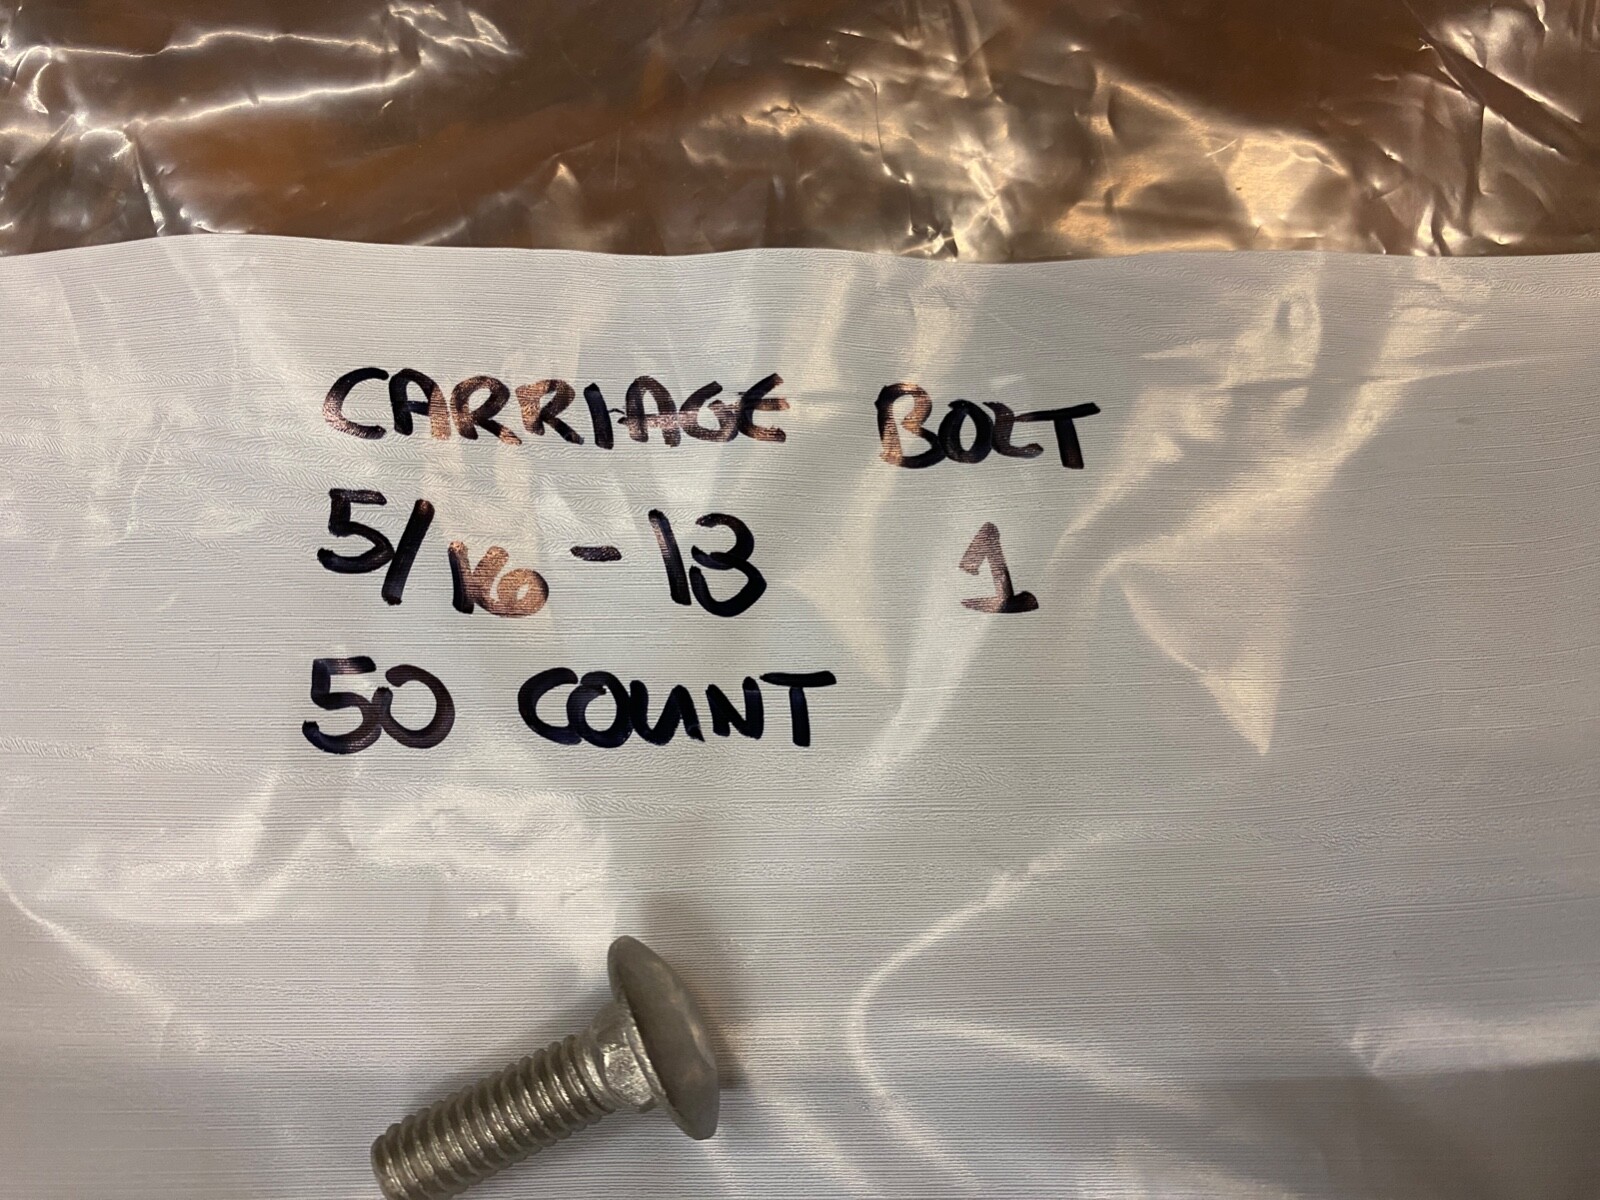 CARRIAGE BOLT
5/16-13 1
50 COUNT